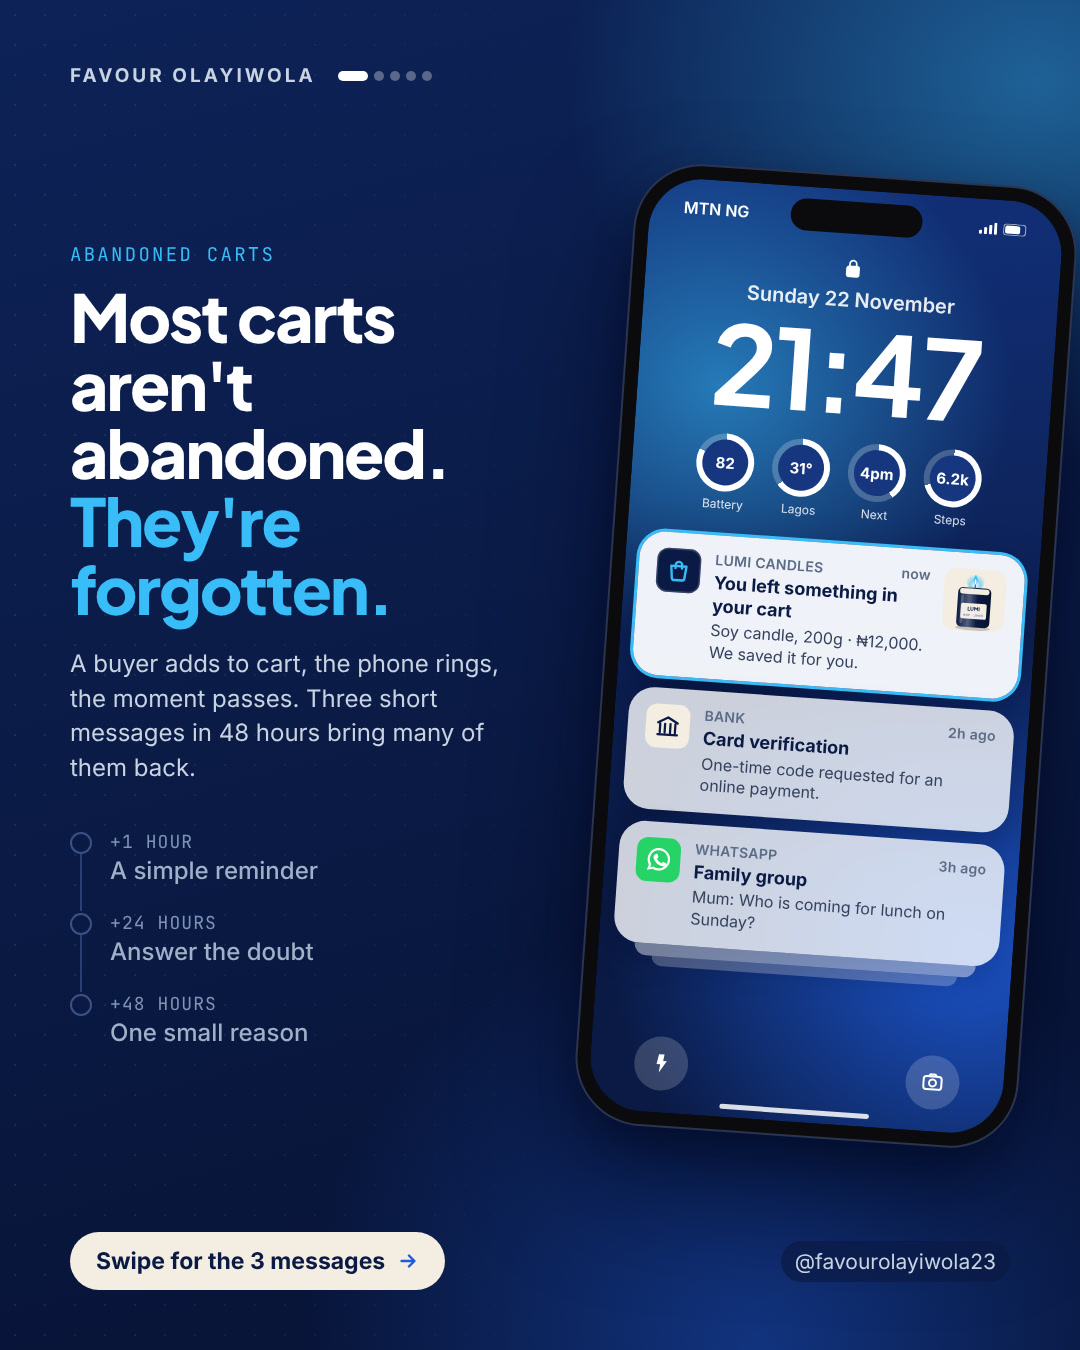 FAVOUR OLAYIWOLA
ABANDONED CARTS
Most carts
aren't
abandoned.
They're
forgotten.
A buyer adds to cart, the phone rings,
the moment passes. Three short
messages in 48 hours bring many of
them back.
+1 HOUR
A simple reminder
+24 HOURS
Answer the doubt
+48 HOURS
One small reason
Swipe for the 3 messages →
MTN NG
Sunday 22 November
21:47
82
31°
4pm
6.2k
Battery
Lagos
Next
Steps
LUMI CANDLES
now
You left something in
your cart
Soy candle, 200g · ₦12,000.
We saved it for you.
LUMI
BANK
2h ago
Card verification
One-time code requested for an
online payment.
WHATSAPP
3h ago
Family group
Mum: Who is coming for lunch on
Sunday?
@favourolayiwola23